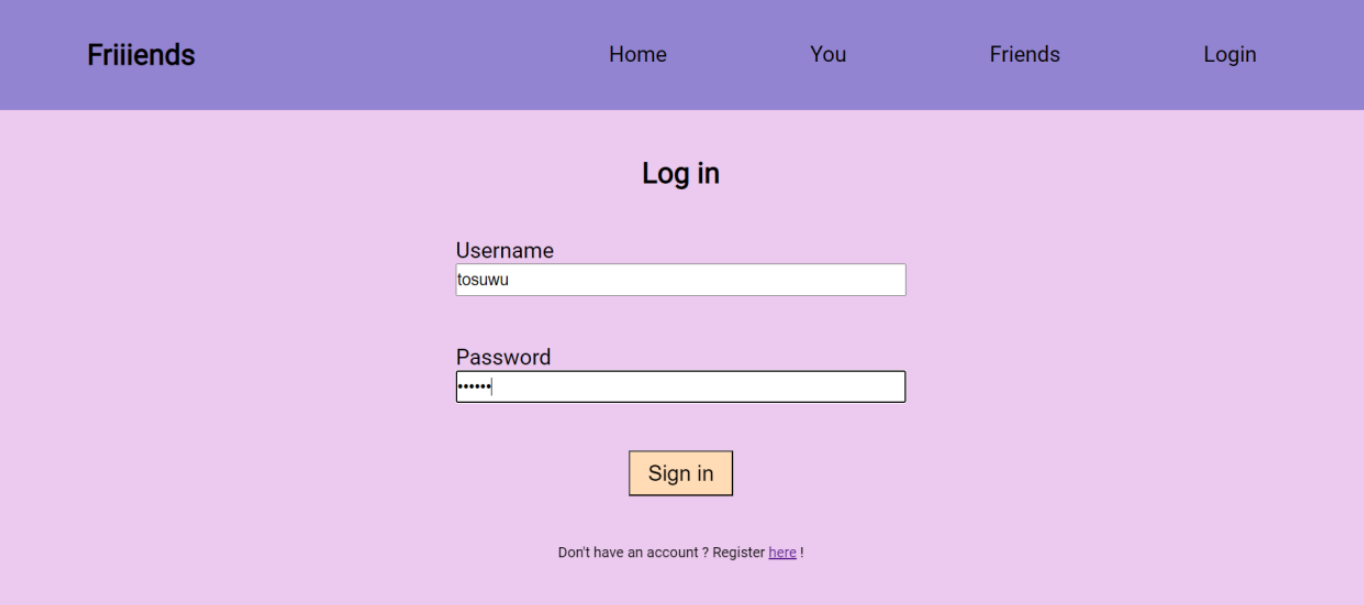 Friiiends Home You Friends Login
Log in
Username
tosuwu
Password
••••••
Sign in
Don't have an account ? Register here !